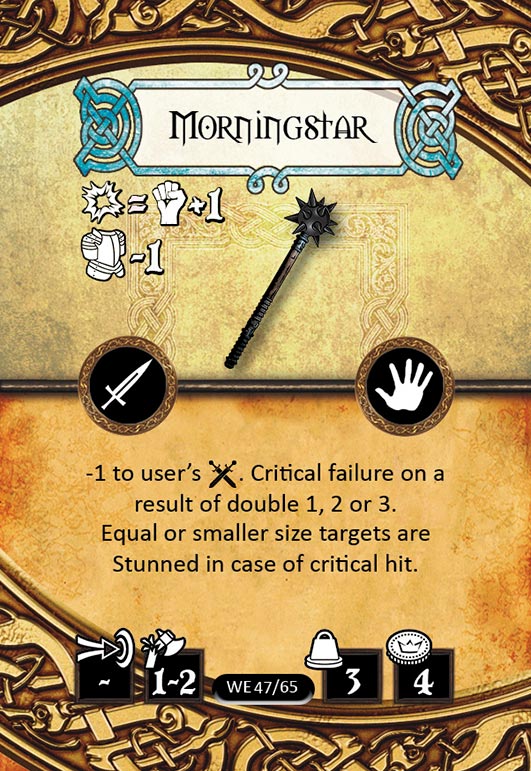 Morningstar
= +1
-1
-1 to user's . Critical failure on a
result of double 1, 2 or 3.
Equal or smaller size targets are
Stunned in case of critical hit.
- 1-2 WE 47/65 3 4